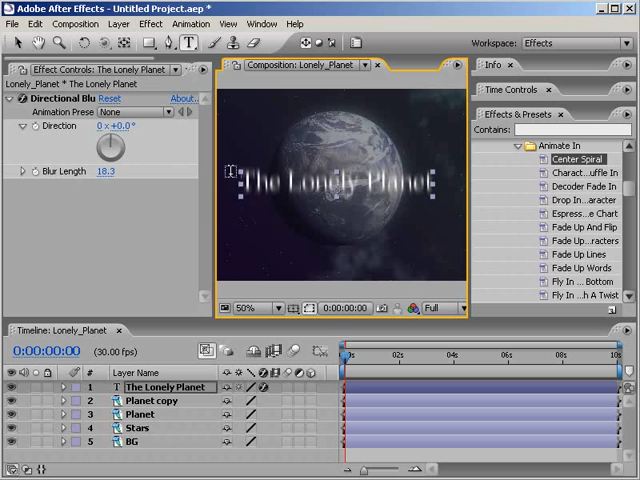 Adobe After Effects - Untitled Project.aep *
File Edit Composition Layer Effect Animation View Window Help
Workspace: Effects
Effect Controls: The Lonely Planet
Lonely_Planet * The Lonely Planet
Directional Blu Reset About...
Animation Prese None
Direction 0 x+0.0°
Blur Length 18.3
Composition: Lonely_Planet
The Lonely Planet
50% 0:00:00:00 Full
Info
Time Controls
Effects & Presets
Contains:
Animate In
Center Spiral
Charact...uffle In
Decoder Fade In
Drop In...aracter
Espress...e Chart
Fade Up And Flip
Fade Up...racters
Fade Up Lines
Fade Up Words
Fly In ... Bottom
Fly In ...h A Twist
Timeline: Lonely_Planet
0:00:00:00 (30.00 fps)
02s 04s 06s 08s 10s
# Layer Name
1 T The Lonely Planet
2 Planet copy
3 Planet
4 Stars
5 BG